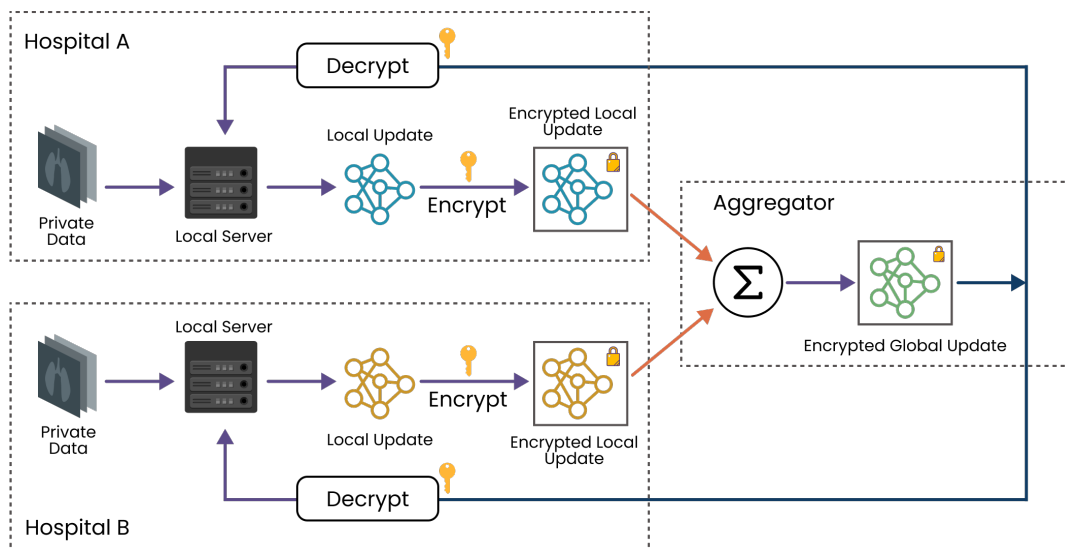 Hospital A
Decrypt
Encrypted Local
Update
Local Update
Encrypt
Private
Data
Local Server
Aggregator
Σ
Encrypted Global Update
Local Server
Encrypt
Private
Data
Local Update
Encrypted Local
Update
Decrypt
Hospital B